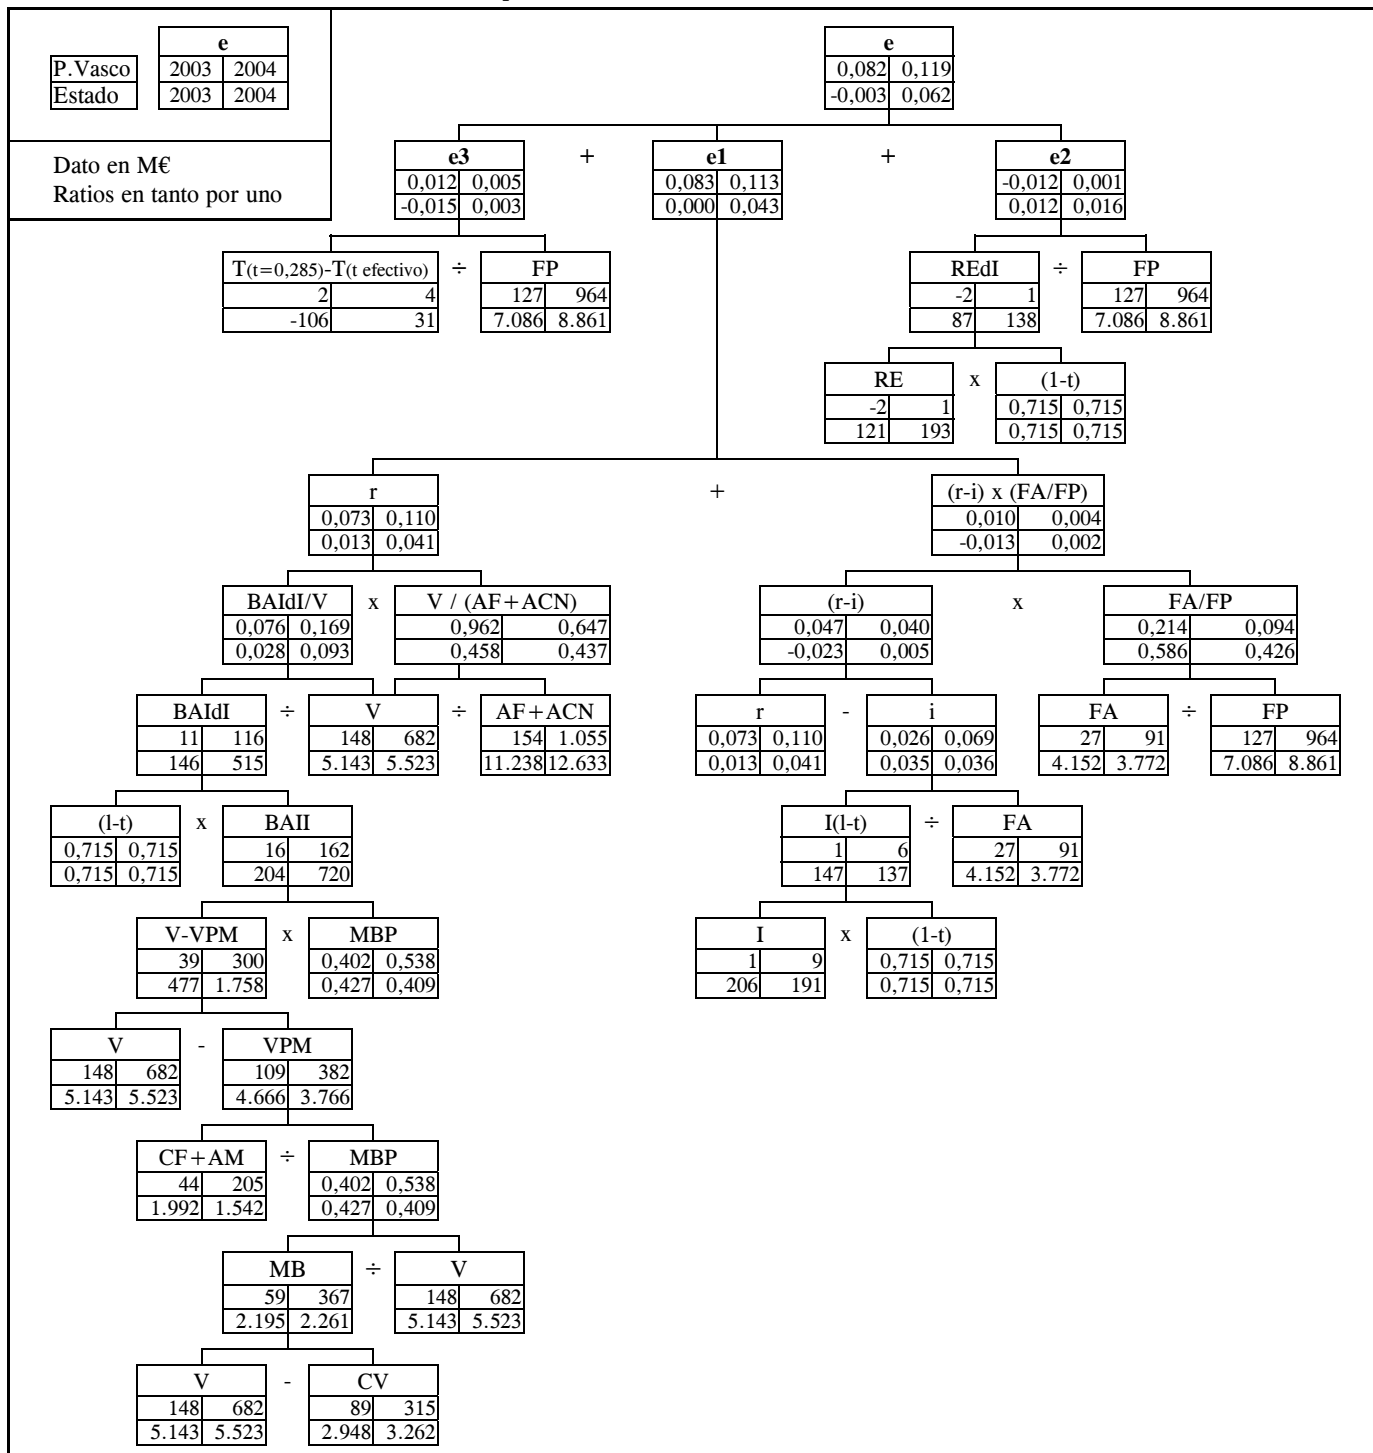 e
P.Vasco 2003 2004
Estado 2003 2004
Dato en M€
Ratios en tanto por uno
e
0,082 0,119
-0,003 0,062
e3 + e1 + e2
0,012 0,005 0,083 0,113 -0,012 0,001
-0,015 0,003 0,000 0,043 0,012 0,016
T(t=0,285)-T(t efectivo) ÷ FP REdI ÷ FP
2 4 127 964 -2 1 127 964
-106 31 7.086 8.861 87 138 7.086 8.861
RE x (1-t)
-2 1 0,715 0,715
121 193 0,715 0,715
r + (r-i) x (FA/FP)
0,073 0,110 0,010 0,004
0,013 0,041 -0,013 0,002
BAIdI/V x V / (AF+ACN) (r-i) x FA/FP
0,076 0,169 0,962 0,647 0,047 0,040 0,214 0,094
0,028 0,093 0,458 0,437 -0,023 0,005 0,586 0,426
BAIdI ÷ V ÷ AF+ACN r - i FA ÷ FP
11 116 148 682 154 1.055 0,073 0,110 0,026 0,069 27 91 127 964
146 515 5.143 5.523 11.238 12.633 0,013 0,041 0,035 0,036 4.152 3.772 7.086 8.861
(l-t) x BAII I(l-t) ÷ FA
0,715 0,715 16 162 1 6 27 91
0,715 0,715 204 720 147 137 4.152 3.772
V-VPM x MBP I x (1-t)
39 300 0,402 0,538 1 9 0,715 0,715
477 1.758 0,427 0,409 206 191 0,715 0,715
V - VPM
148 682 109 382
5.143 5.523 4.666 3.766
CF+AM ÷ MBP
44 205 0,402 0,538
1.992 1.542 0,427 0,409
MB ÷ V
59 367 148 682
2.195 2.261 5.143 5.523
V - CV
148 682 89 315
5.143 5.523 2.948 3.262